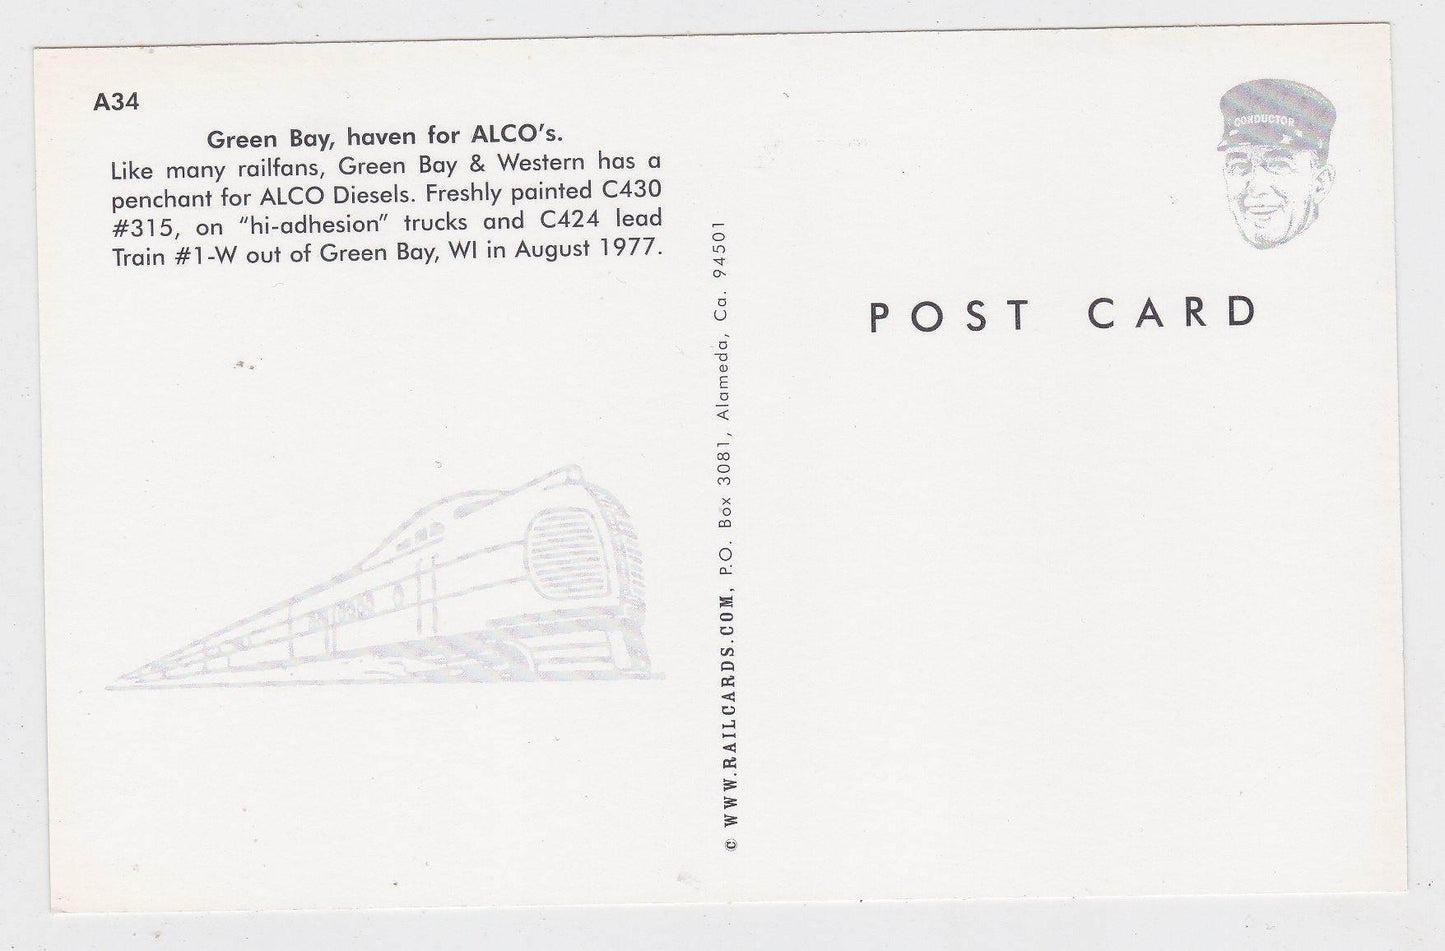 A34
Green Bay, haven for ALCO's.
Like many railfans, Green Bay & Western has a
penchant for ALCO Diesels. Freshly painted C430
#315, on "hi-adhesion" trucks and C424 lead
Train #1-W out of Green Bay, WI in August 1977.
© WWW.RAILCARDS.COM, P.O. Box 3081, Alameda, Ca. 94501
CONDUCTOR
POST CARD